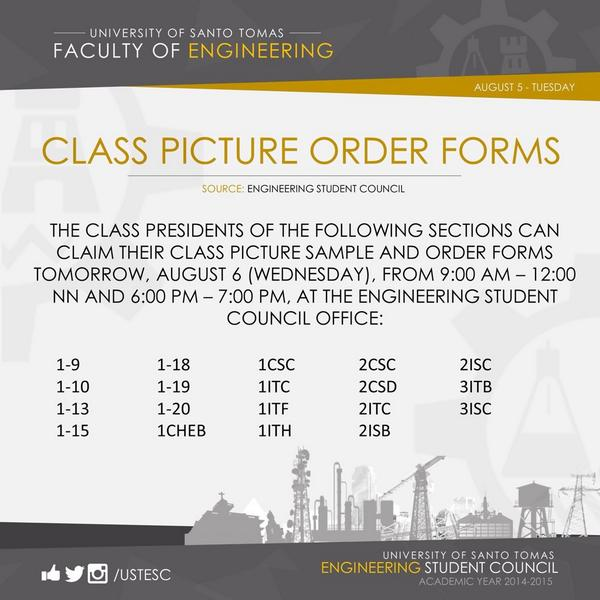 UNIVERSITY OF SANTO TOMAS
FACULTY OF ENGINEERING
AUGUST 5 - TUESDAY
CLASS PICTURE ORDER FORMS
SOURCE: ENGINEERING STUDENT COUNCIL
THE CLASS PRESIDENTS OF THE FOLLOWING SECTIONS CAN
CLAIM THEIR CLASS PICTURE SAMPLE AND ORDER FORMS
TOMORROW, AUGUST 6 (WEDNESDAY), FROM 9:00 AM – 12:00
NN AND 6:00 PM – 7:00 PM, AT THE ENGINEERING STUDENT
COUNCIL OFFICE:
1-9 1-18 1CSC 2CSC 2ISC
1-10 1-19 1ITC 2CSD 3ITB
1-13 1-20 1ITF 2ITC 3ISC
1-15 1CHEB 1ITH 2ISB
/USTESC
UNIVERSITY OF SANTO TOMAS
ENGINEERING STUDENT COUNCIL
ACADEMIC YEAR 2014-2015